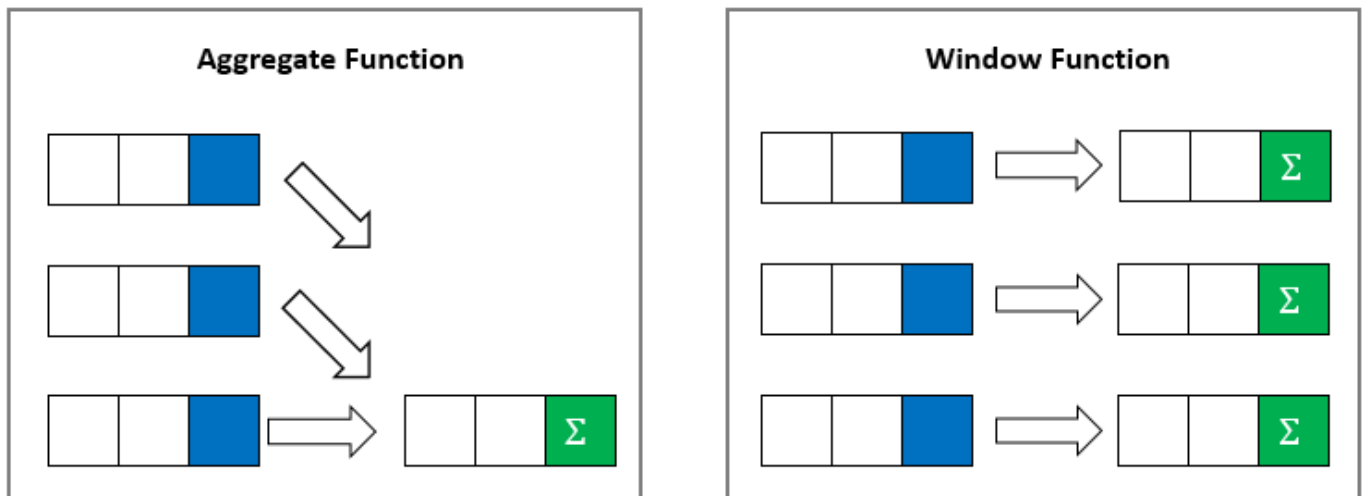 Aggregate Function
Σ
Window Function
Σ
Σ
Σ